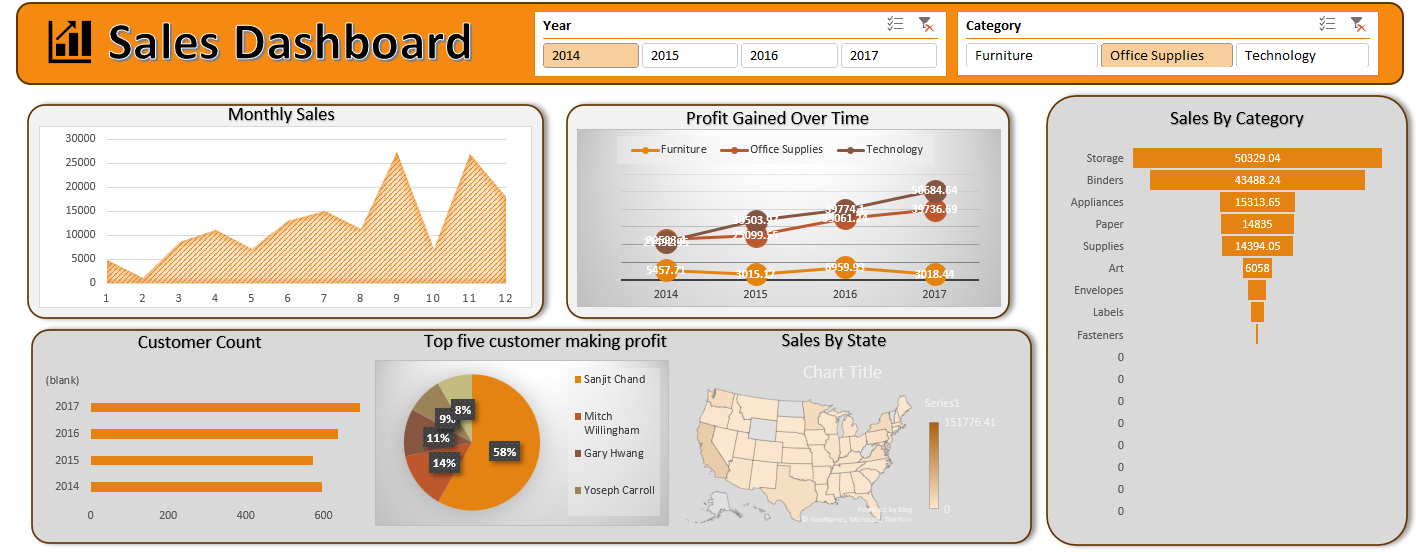 Sales Dashboard
Year
2014 2015 2016 2017
Category
Furniture Office Supplies Technology
Monthly Sales
30000
25000
20000
15000
10000
5000
0
1 2 3 4 5 6 7 8 9 10 11 12
Profit Gained Over Time
Furniture Office Supplies Technology
50684.64
39774.1
39736.69
5457.71 3015.17 6959.95 3018.44
2014 2015 2016 2017
Sales By Category
Storage 50329.04
Binders 43488.24
Appliances 15313.65
Paper 14835
Supplies 14394.05
Art 6058
Envelopes
Labels
Fasteners
0
0
0
0
0
0
0
0
Customer Count
(blank)
2017
2016
2015
2014
0 200 400 600
Top five customer making profit
58%
14%
11%
9%
8%
Sanjit Chand
Mitch
Willingham
Gary Hwang
Yoseph Carroll
Sales By State
Chart Title
Series1
151776.41
0
Powered by Bing
© GeoNames, Microsoft, TomTom